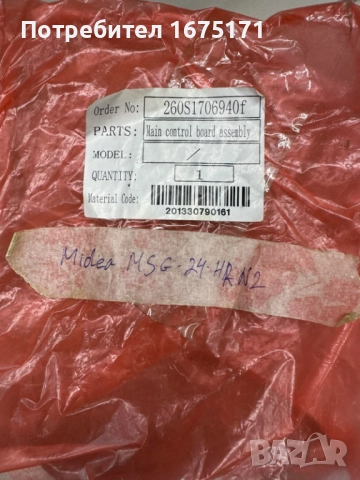 Потребител 1675171
Order No: 260S1706940f
PARTS: Main control board assembly
MODEL: /
QUANTITY: 1
Material Code:
201330790161
Midea MSG-24-HRN2
BAZAR